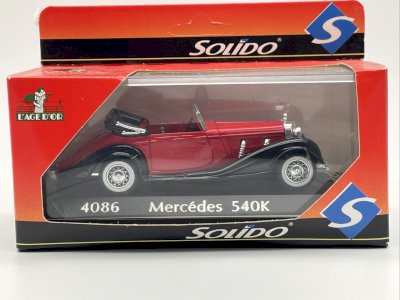 SOLIDO
S
L'AGE D'OR
4086 Mercédes 540K
SOLIDO
S